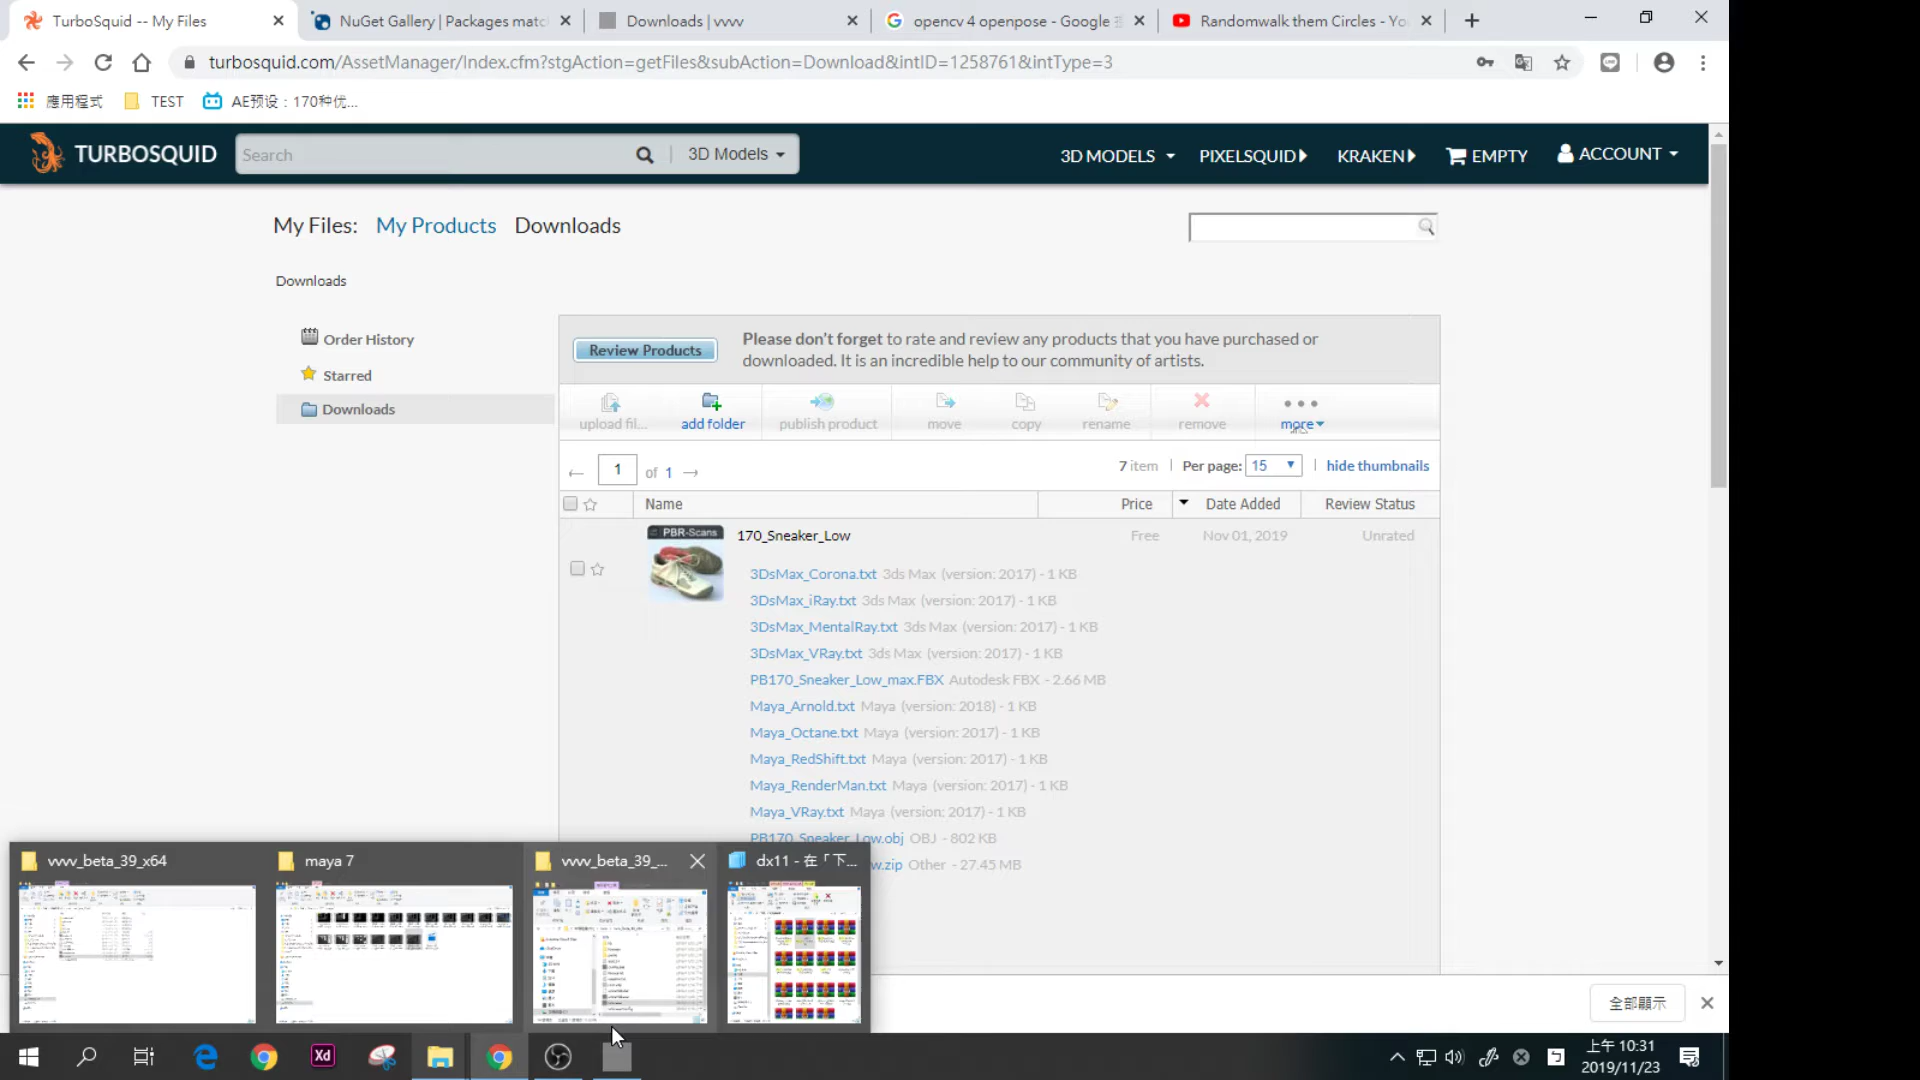 TurboSquid -- My Files
NuGet Gallery | Packages matc
Downloads | vvvv
opencv 4 openpose - Google
Randomwalk them Circles - Yo
turbosquid.com/AssetManager/Index.cfm?stgAction=getFiles&subAction=Download&intID=1258761&intType=3
應用程式
TEST
AE预设：170种优...
TURBOSQUID
Search
3D Models
3D MODELS
PIXELSQUID
KRAKEN
EMPTY
ACCOUNT
My Files: My Products Downloads
Downloads
Order History
Starred
Downloads
Review Products
Please don't forget to rate and review any products that you have purchased or
downloaded. It is an incredible help to our community of artists.
upload fil...
add folder
publish product
move
copy
rename
remove
more
1 of 1
7 item
Per page: 15
hide thumbnails
Name
Price
Date Added
Review Status
PBR-Scans
170_Sneaker_Low
Free
Nov 01, 2019
Unrated
3DsMax_Corona.txt 3ds Max (version: 2017) - 1 KB
3DsMax_iRay.txt 3ds Max (version: 2017) - 1 KB
3DsMax_MentalRay.txt 3ds Max (version: 2017) - 1 KB
3DsMax_VRay.txt 3ds Max (version: 2017) - 1 KB
PB170_Sneaker_Low_max.FBX Autodesk FBX - 2.66 MB
Maya_Arnold.txt Maya (version: 2018) - 1 KB
Maya_Octane.txt Maya (version: 2017) - 1 KB
Maya_RedShift.txt Maya (version: 2017) - 1 KB
Maya_RenderMan.txt Maya (version: 2017) - 1 KB
Maya_VRay.txt Maya (version: 2017) - 1 KB
PB170_Sneaker_Low.obj OBJ - 802 KB
w.zip Other - 27.45 MB
vvvv_beta_39_x64
maya 7
vvvv_beta_39_...
dx11 - 在「下...
全部顯示
Xd
上午 10:31
2019/11/23